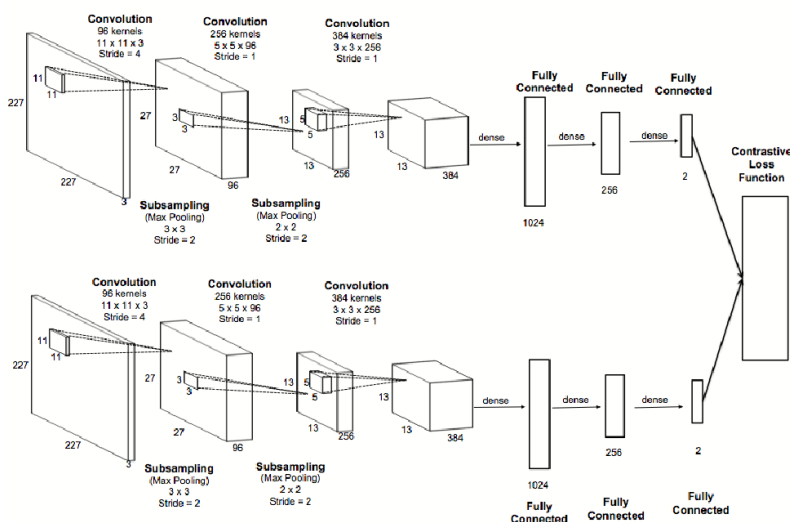 Convolution
96 kernels
11 x 11 x 3
Stride = 4
Convolution
256 kernels
5 x 5 x 96
Stride = 1
Convolution
384 kernels
3 x 3 x 256
Stride = 1
11
11
227
227
3
3
3
27
27
96
5
5
13
13
256
13
13
384
Subsampling
(Max Pooling)
3 x 3
Stride = 2
Subsampling
(Max Pooling)
2 x 2
Stride = 2
dense
Fully
Connected
1024
dense
Fully
Connected
256
dense
Fully
Connected
2
Contrastive
Loss
Function
Convolution
96 kernels
11 x 11 x 3
Stride = 4
Convolution
256 kernels
5 x 5 x 96
Stride = 1
Convolution
384 kernels
3 x 3 x 256
Stride = 1
11
11
227
227
3
3
3
27
27
96
5
5
13
13
256
13
13
384
Subsampling
(Max Pooling)
3 x 3
Stride = 2
Subsampling
(Max Pooling)
2 x 2
Stride = 2
dense
1024
Fully
Connected
dense
256
Fully
Connected
dense
2
Fully
Connected